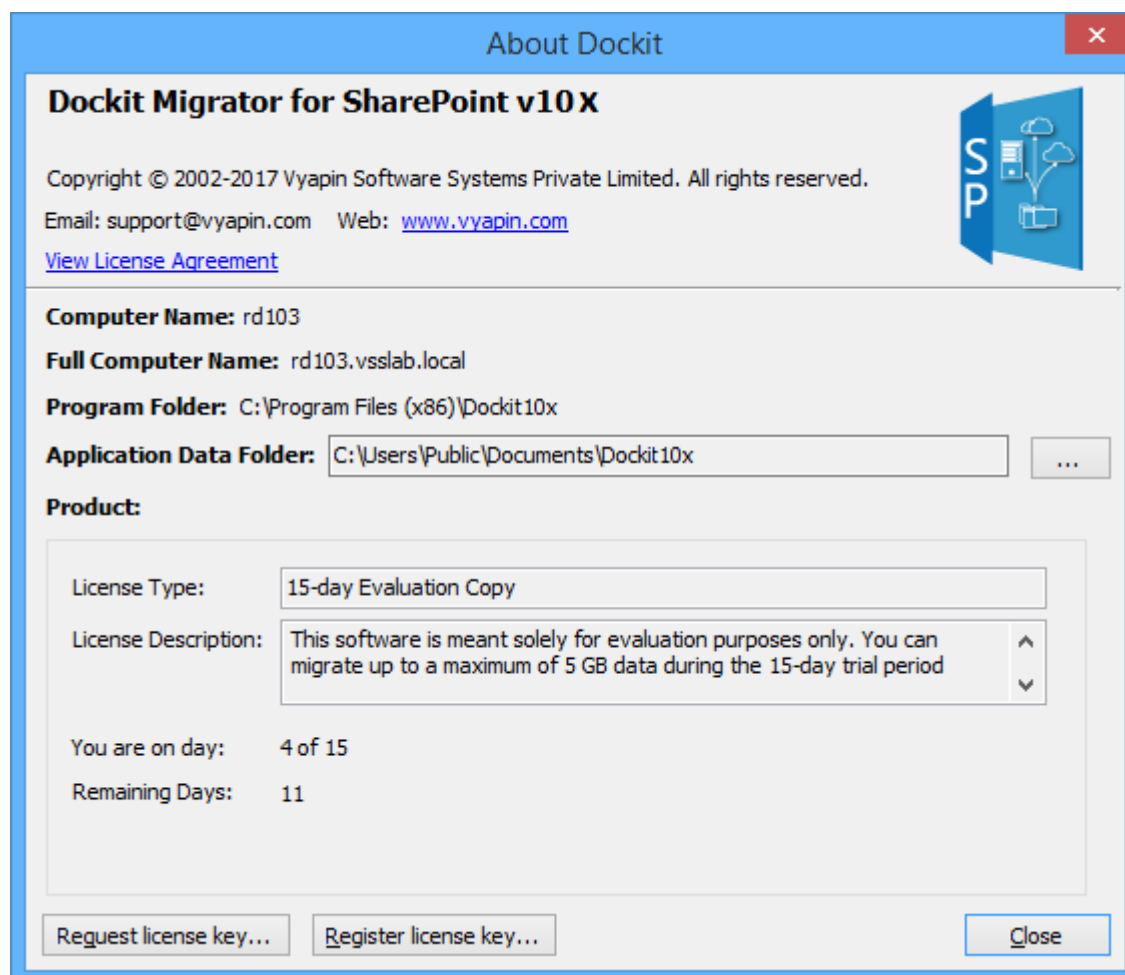 About Dockit
Dockit Migrator for SharePoint v10X
SP
Copyright © 2002-2017 Vyapin Software Systems Private Limited. All rights reserved.
Email: support@vyapin.com Web: www.vyapin.com
View License Agreement
Computer Name: rd103
Full Computer Name: rd103.vsslab.local
Program Folder: C:\Program Files (x86)\Dockit10x
Application Data Folder: C:\Users\Public\Documents\Dockit10x ...
Product:
License Type: 15-day Evaluation Copy
License Description: This software is meant solely for evaluation purposes only. You can
migrate up to a maximum of 5 GB data during the 15-day trial period
You are on day: 4 of 15
Remaining Days: 11
Request license key... Register license key... Close